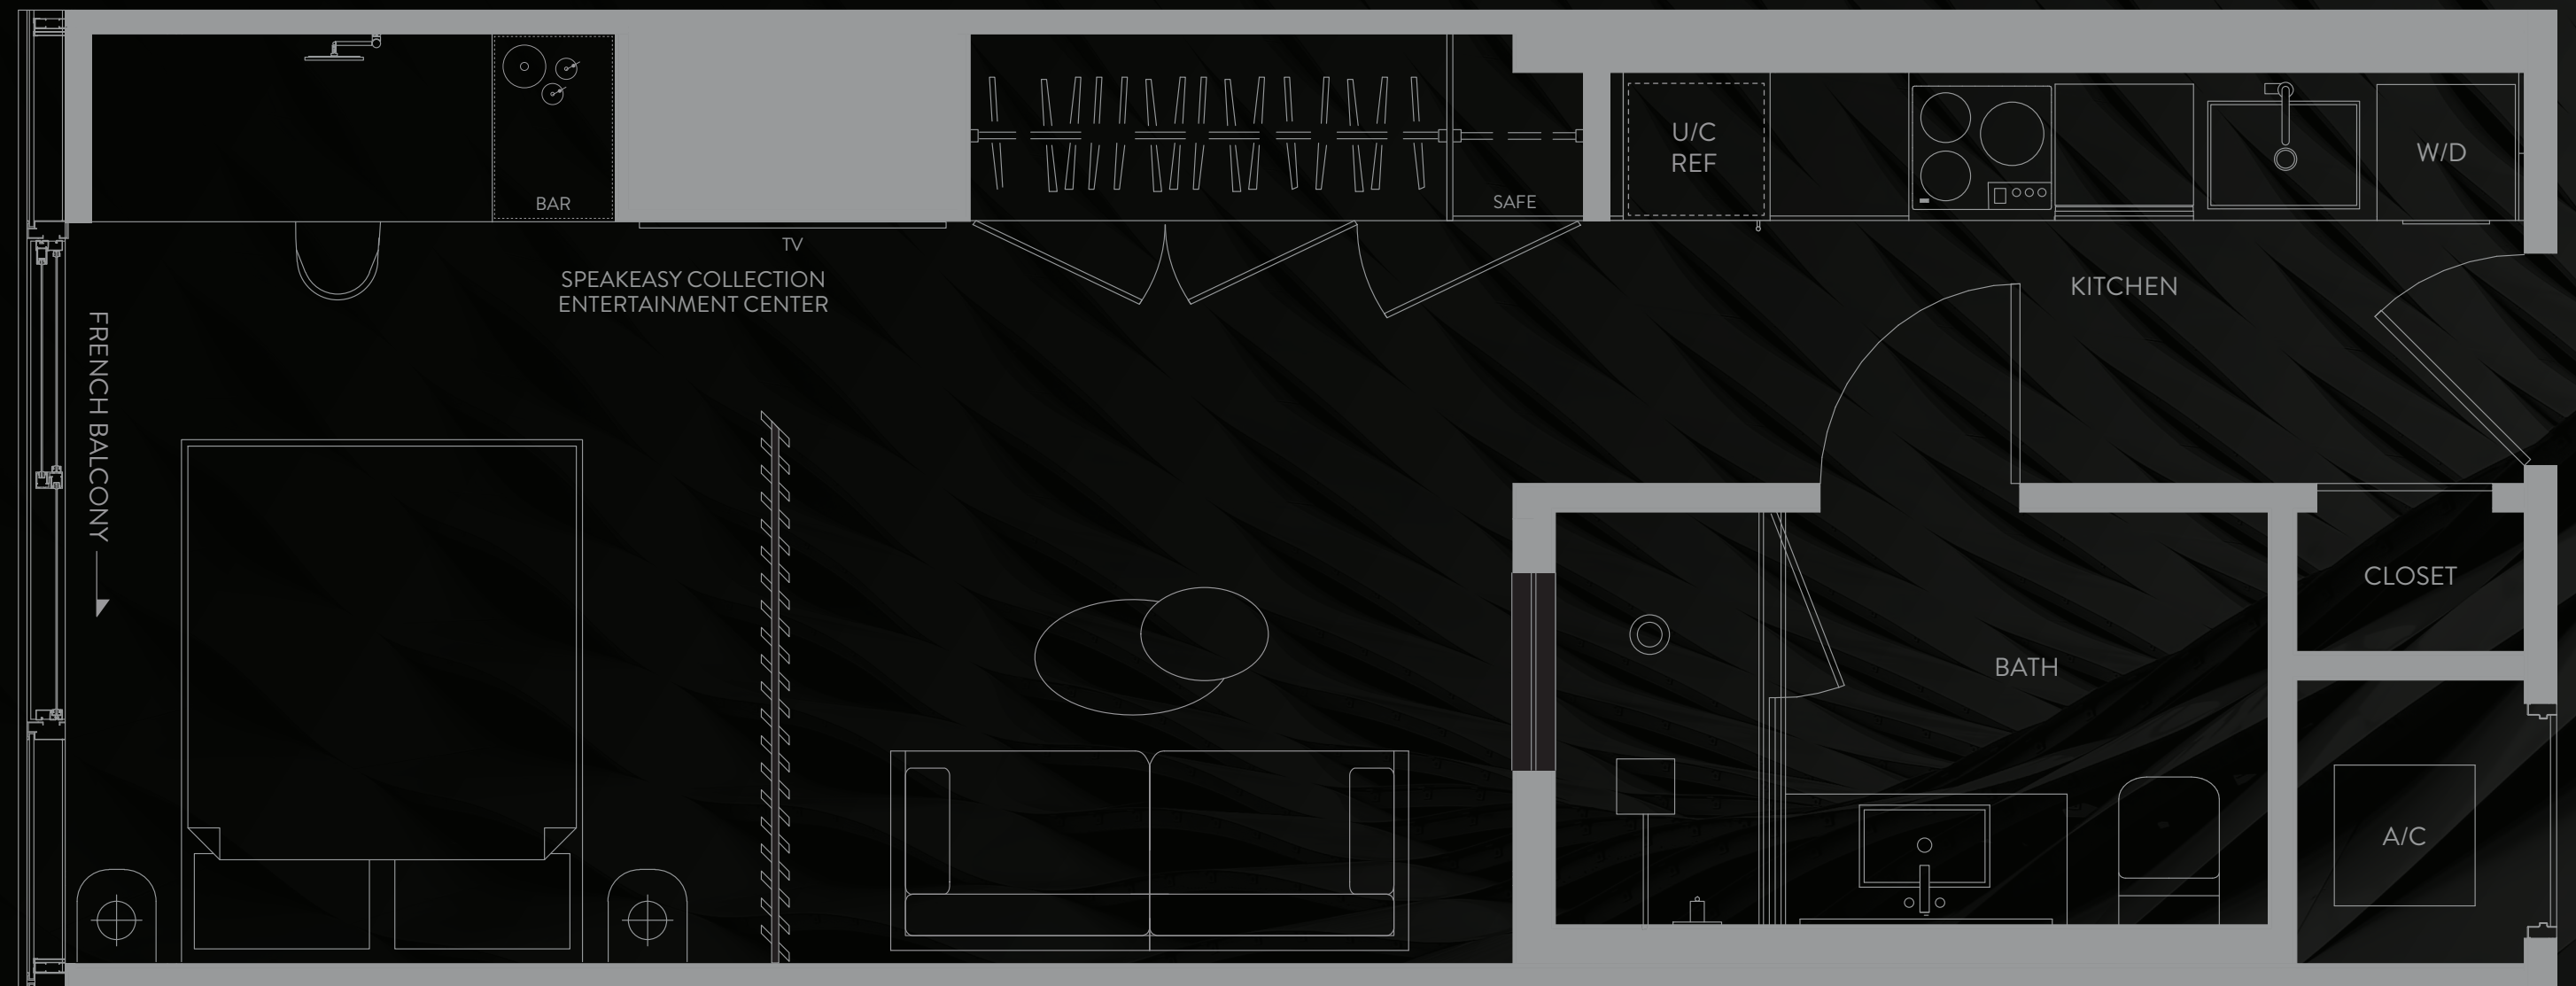 BAR
TV
SPEAKEASY COLLECTION
ENTERTAINMENT CENTER
FRENCH BALCONY
SAFE
U/C
REF
W/D
KITCHEN
CLOSET
BATH
A/C